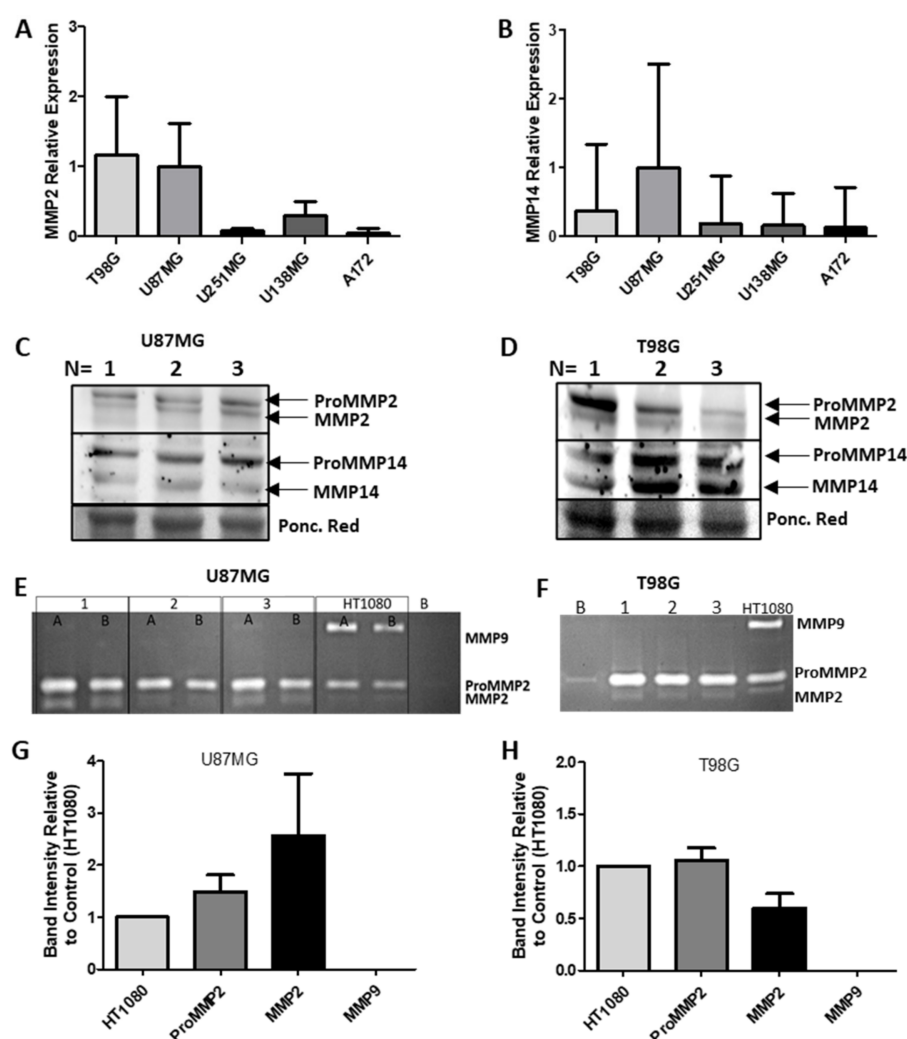 A
MMP2 Relative Expression
3
2
1
0
T98G
U87MG
U251MG
U138MG
A172
B
MMP14 Relative Expression
3
2
1
0
T98G
U87MG
U251MG
U138MG
A172
C
U87MG
N= 1 2 3
ProMMP2
MMP2
ProMMP14
MMP14
Ponc. Red
D
T98G
N= 1 2 3
ProMMP2
MMP2
ProMMP14
MMP14
Ponc. Red
E
U87MG
1 2 3 HT1080 B
A B A B A B A B
MMP9
ProMMP2
MMP2
F
T98G
B 1 2 3 HT1080
MMP9
ProMMP2
MMP2
G
U87MG
Band Intensity Relative
to Control (HT1080)
4
3
2
1
0
HT1080
ProMMP2
MMP2
MMP9
H
T98G
Band Intensity Relative
to Control (HT1080)
2.0
1.5
1.0
0.5
0.0
HT1080
ProMMP2
MMP2
MMP9